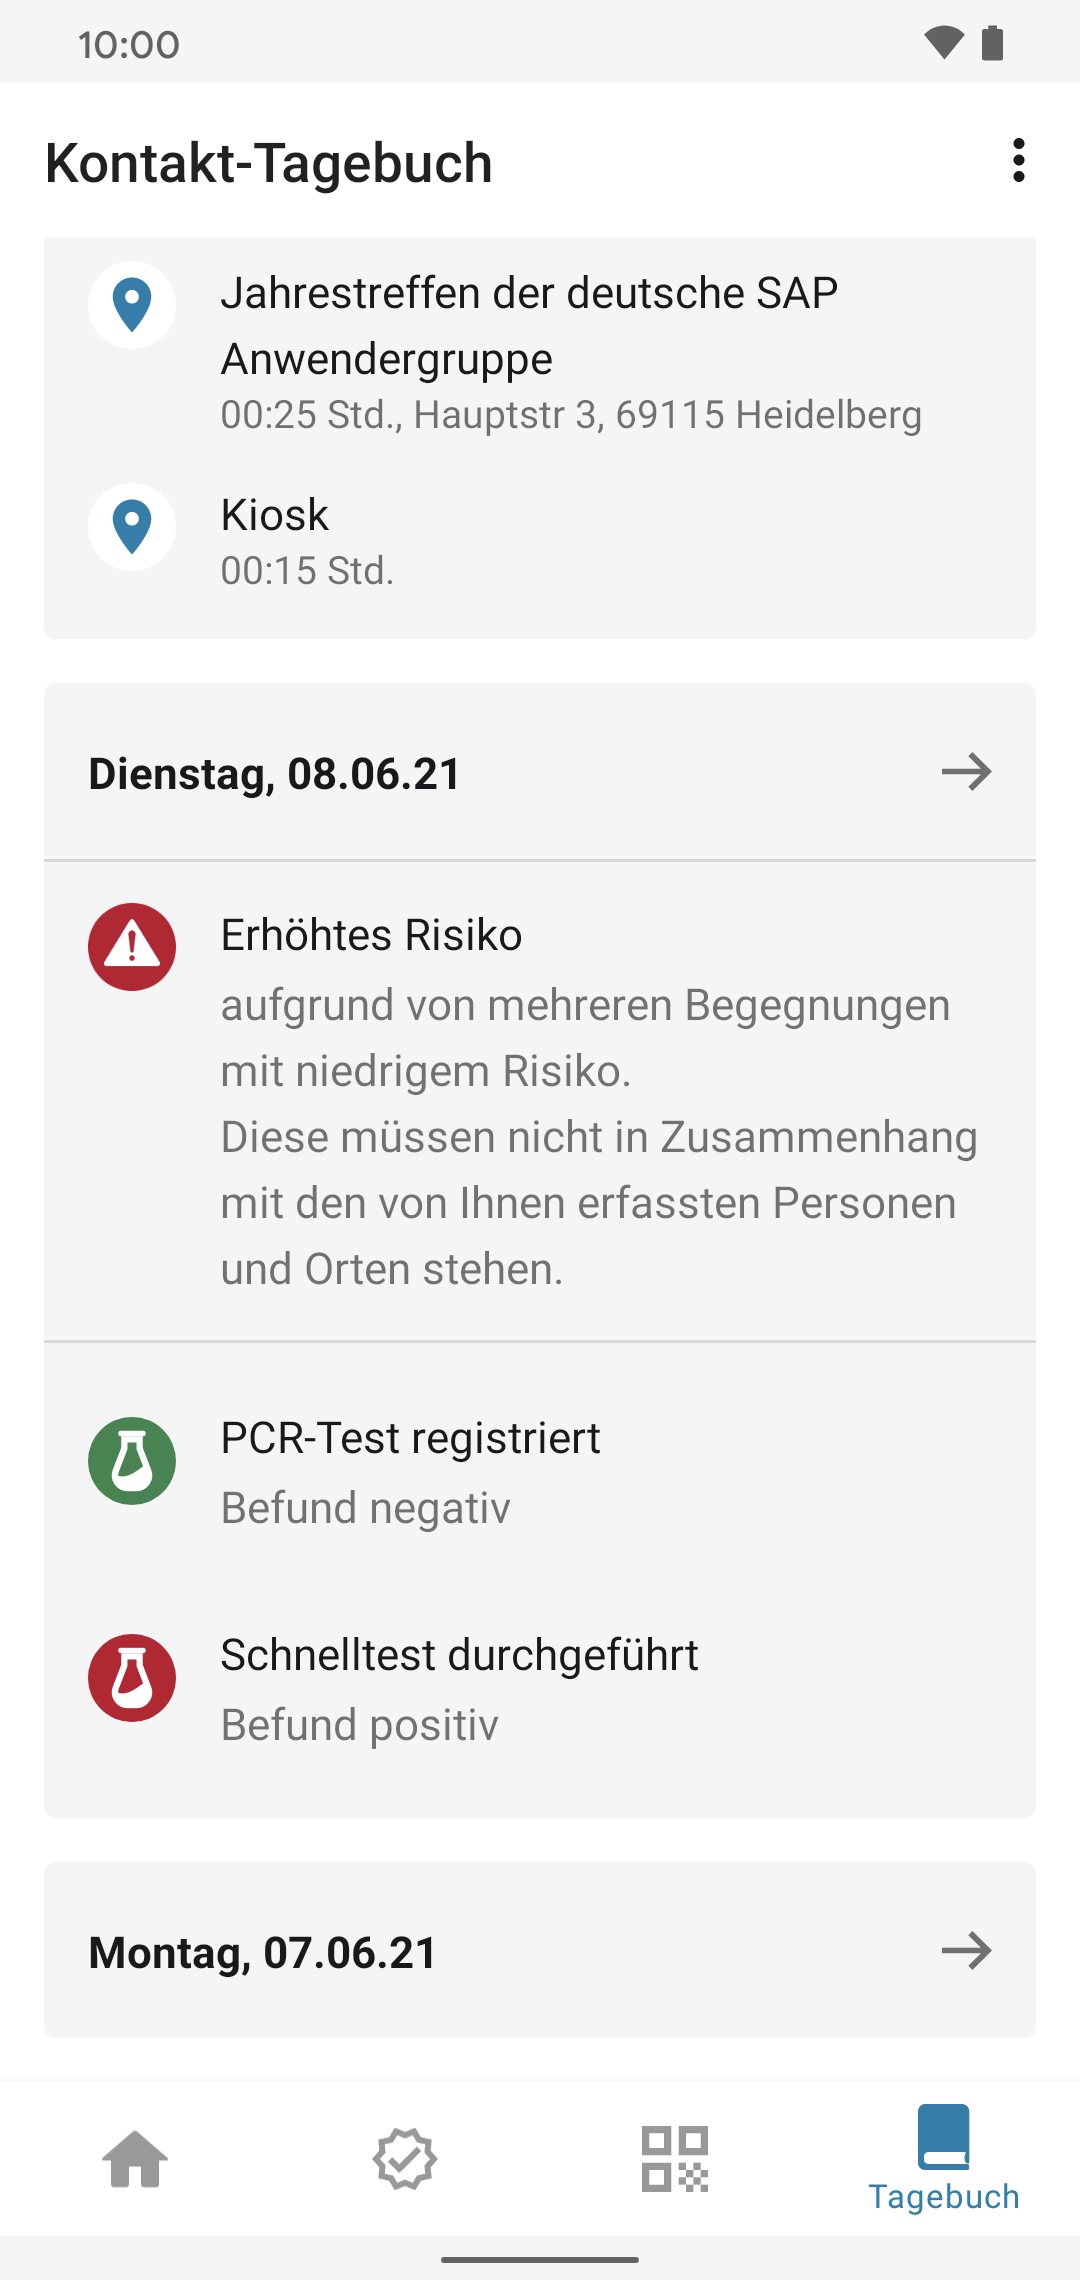 10:00
Kontakt-Tagebuch
Jahrestreffen der deutsche SAP
Anwendergruppe
00:25 Std., Hauptstr 3, 69115 Heidelberg
Kiosk
00:15 Std.
Dienstag, 08.06.21
Erhöhtes Risiko
aufgrund von mehreren Begegnungen
mit niedrigem Risiko.
Diese müssen nicht in Zusammenhang
mit den von Ihnen erfassten Personen
und Orten stehen.
PCR-Test registriert
Befund negativ
Schnelltest durchgeführt
Befund positiv
Montag, 07.06.21
Tagebuch